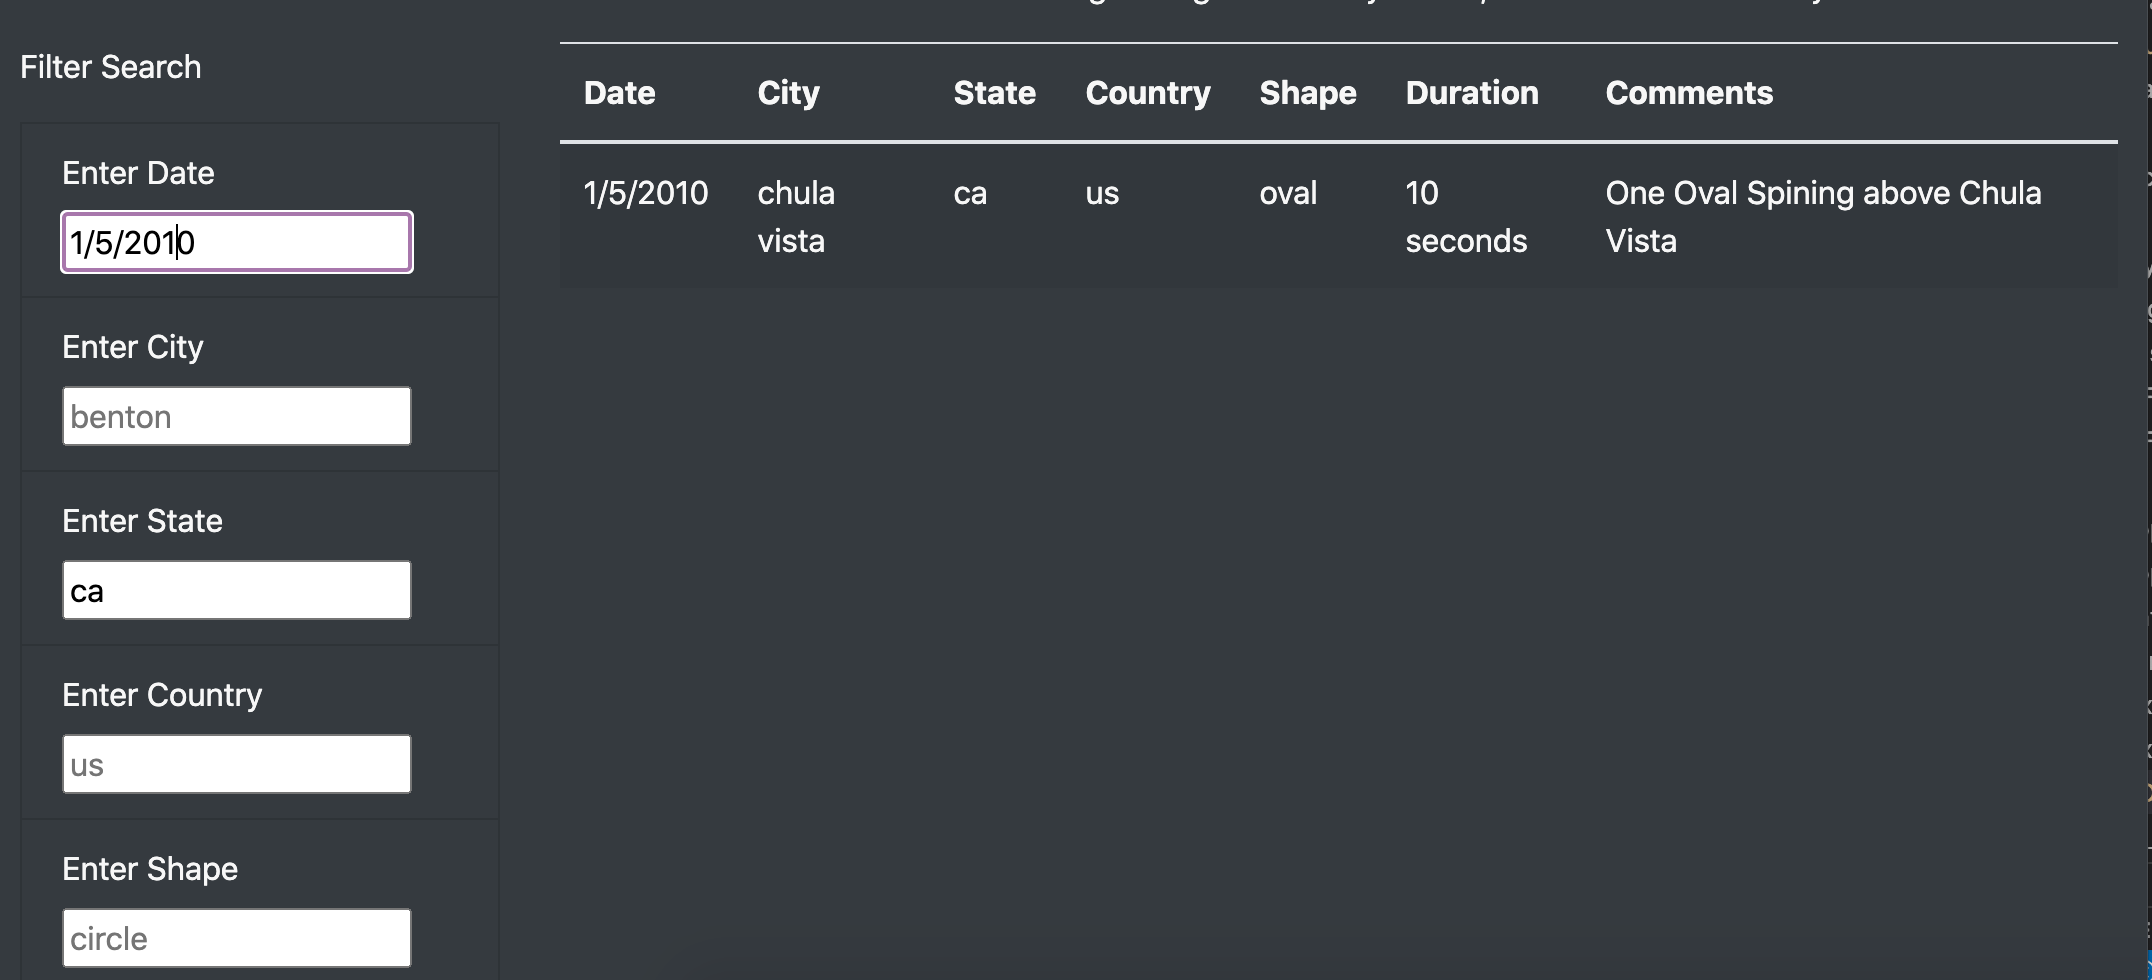 Filter Search
Enter Date
1/5/2010
Enter City
benton
Enter State
ca
Enter Country
us
Enter Shape
circle
Date City State Country Shape Duration Comments
1/5/2010 chula ca us oval 10 One Oval Spining above Chula
vista seconds Vista